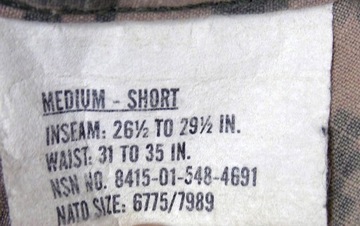 MEDIUM - SHORT
INSEAM: 26½ TO 29½ IN.
WAIST: 31 TO 35 IN.
NSN NO. 8415-01-548-4691
NATO SIZE: 6775/7989